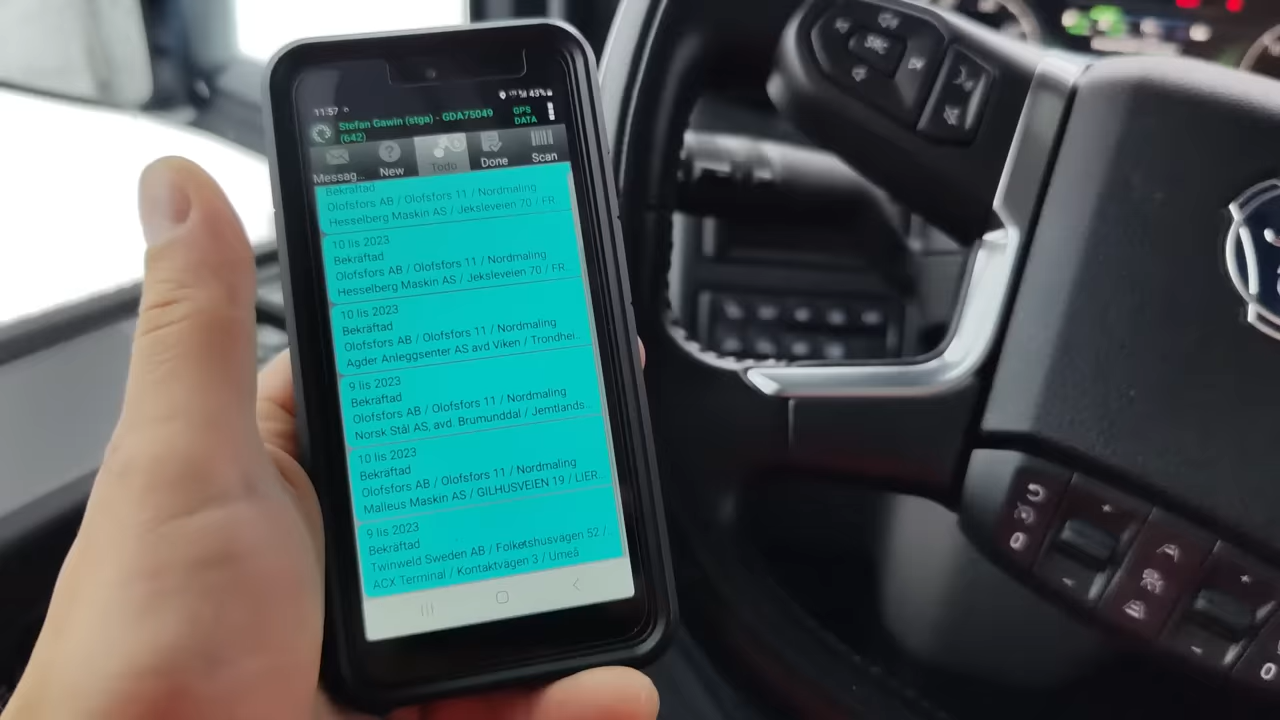 11:57
43%
Stefan Gawin (stga) - GDA75049
(642)
GPS
DATA
Messag...
New
Todo
Done
Scan
Bekräftad
Olofsfors AB / Olofsfors 11 / Nordmaling
Hesselberg Maskin AS / Jeksleveien 70 / FR...
10 lis 2023
Bekräftad
Olofsfors AB / Olofsfors 11 / Nordmaling
Hesselberg Maskin AS / Jeksleveien 70 / FR...
10 lis 2023
Bekräftad
Olofsfors AB / Olofsfors 11 / Nordmaling
Agder Anleggsenter AS avd Viken / Trondhei...
9 lis 2023
Bekräftad
Olofsfors AB / Olofsfors 11 / Nordmaling
Norsk Stål AS, avd. Brumunddal / Jemtlands...
10 lis 2023
Bekräftad
Olofsfors AB / Olofsfors 11 / Nordmaling
Malleus Maskin AS / GILHUSVEIEN 19 / LIER...
9 lis 2023
Bekräftad
Twinweld Sweden AB / Folketshusvägen 52 /...
ACX Terminal / Kontaktvägen 3 / Umeå
SRC
0
+
-
+
-
0